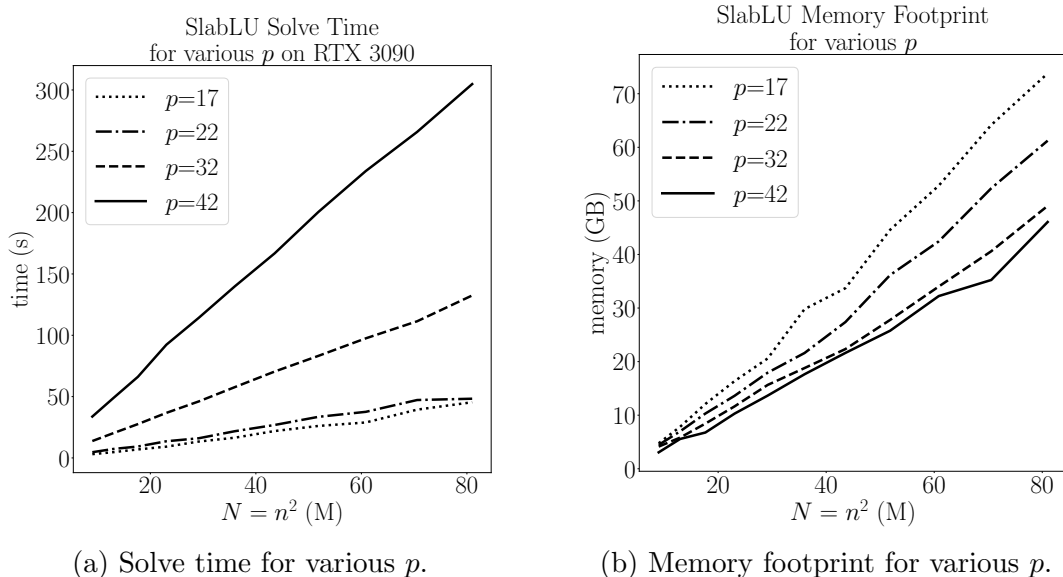 SlabLU Solve Time
for various p on RTX 3090
300
250
200
150
100
50
0
time (s)
p=17
p=22
p=32
p=42
20
40
60
80
N = n² (M)
(a) Solve time for various p.
SlabLU Memory Footprint
for various p
70
60
50
40
30
20
10
0
memory (GB)
p=17
p=22
p=32
p=42
20
40
60
80
N = n² (M)
(b) Memory footprint for various p.